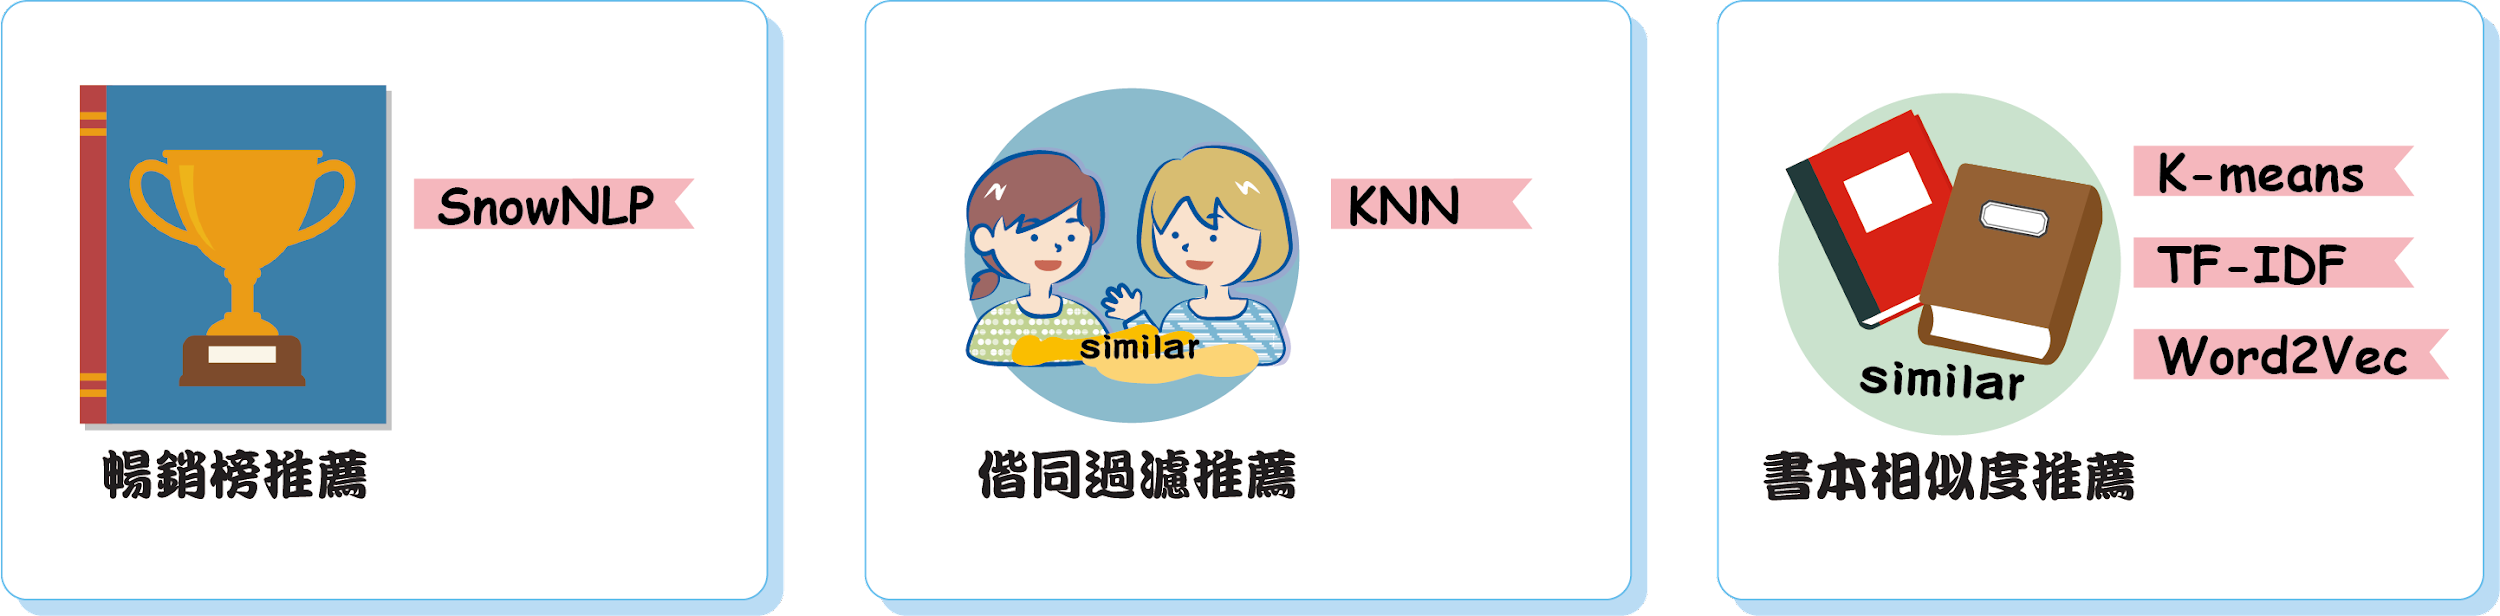 SnowNLP
暢銷榜推薦
KNN
similar
偕同過濾推薦
K-means
TF-IDF
Word2Vec
similar
書本相似度推薦